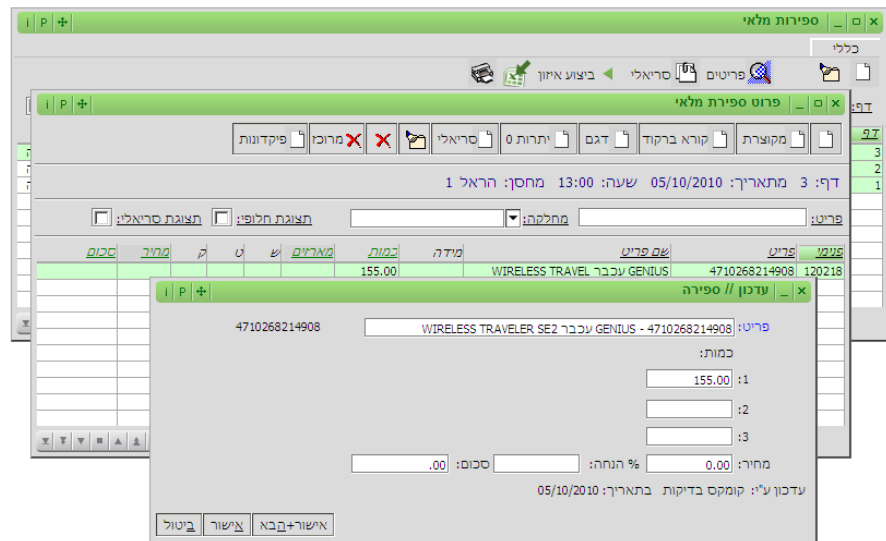 ספירות מלאי
i P
כללי
פריטים סריאלי ביצוע איזון
דף:
דף
3
2
1
פרוט ספירת מלאי
i P
מקוצרת קורא ברקוד דגם יתרות 0 סריאלי מרוכז פיקדונות
דף: 3 מתאריך: 05/10/2010 שעה: 13:00 מחסן: הראל 1
פריט: מחלקה: תצוגת חלופי: תצוגת סריאלי:
פנימי פריט שם פריט מידה כמות מארזים ש ט ק מחיר סכום
120218 4710268214908 GENIUS עכבר WIRELESS TRAVEL 155.00
עדכון // ספירה
i P
פריט: 4710268214908 - GENIUS עכבר WIRELESS TRAVELER SE2 4710268214908
כמות:
1: 155.00
2:
3:
מחיר: 0.00 % הנחה: סכום: .00
עדכון ע"י: קומקס בדיקות בתאריך: 05/10/2010
אישור+הבא אישור ביטול